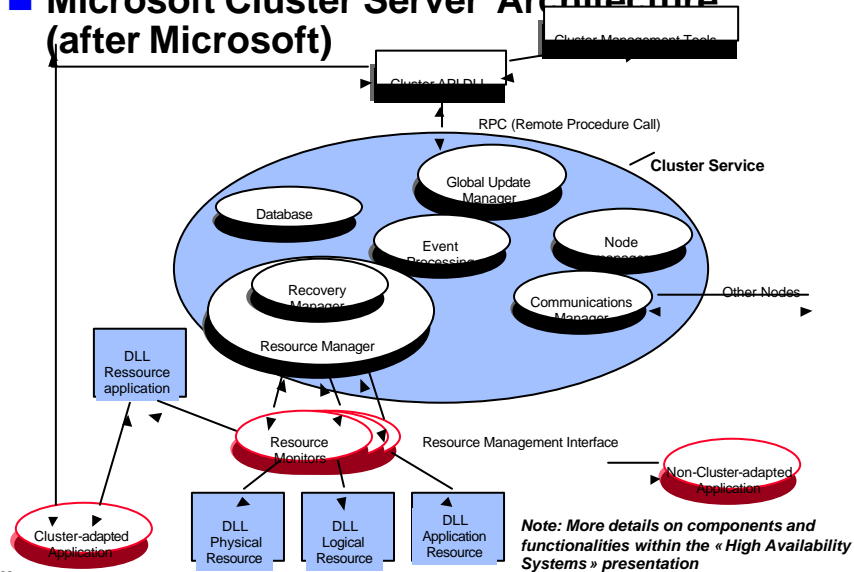 Microsoft Cluster Server Architecture
(after Microsoft)
Cluster Management Tools
Cluster API DLL
RPC (Remote Procedure Call)
Cluster Service
Global Update
Manager
Database
Event
Processing
Node
manager
Recovery
Manager
Communications
Manager
Other Nodes
Resource Manager
DLL
Ressource
application
Resource
Monitors
Resource Management Interface
Non-Cluster-adapted
Application
Cluster-adapted
Application
DLL
Physical
Resource
DLL
Logical
Resource
DLL
Application
Resource
Note: More details on components and
functionalities within the « High Availability
Systems » presentation